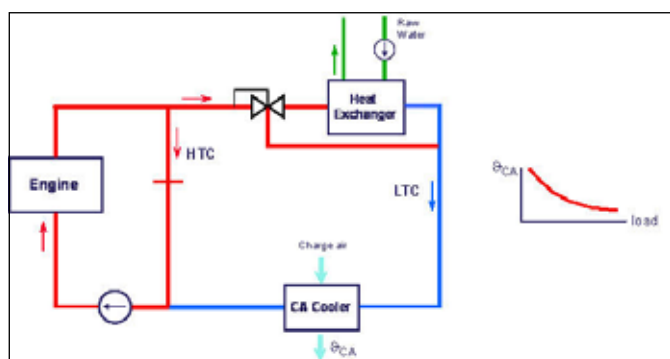 Raw
Water
Heat
Exchanger
HTC
Engine
LTC
ϑCA
load
Charge air
CA Cooler
ϑCA